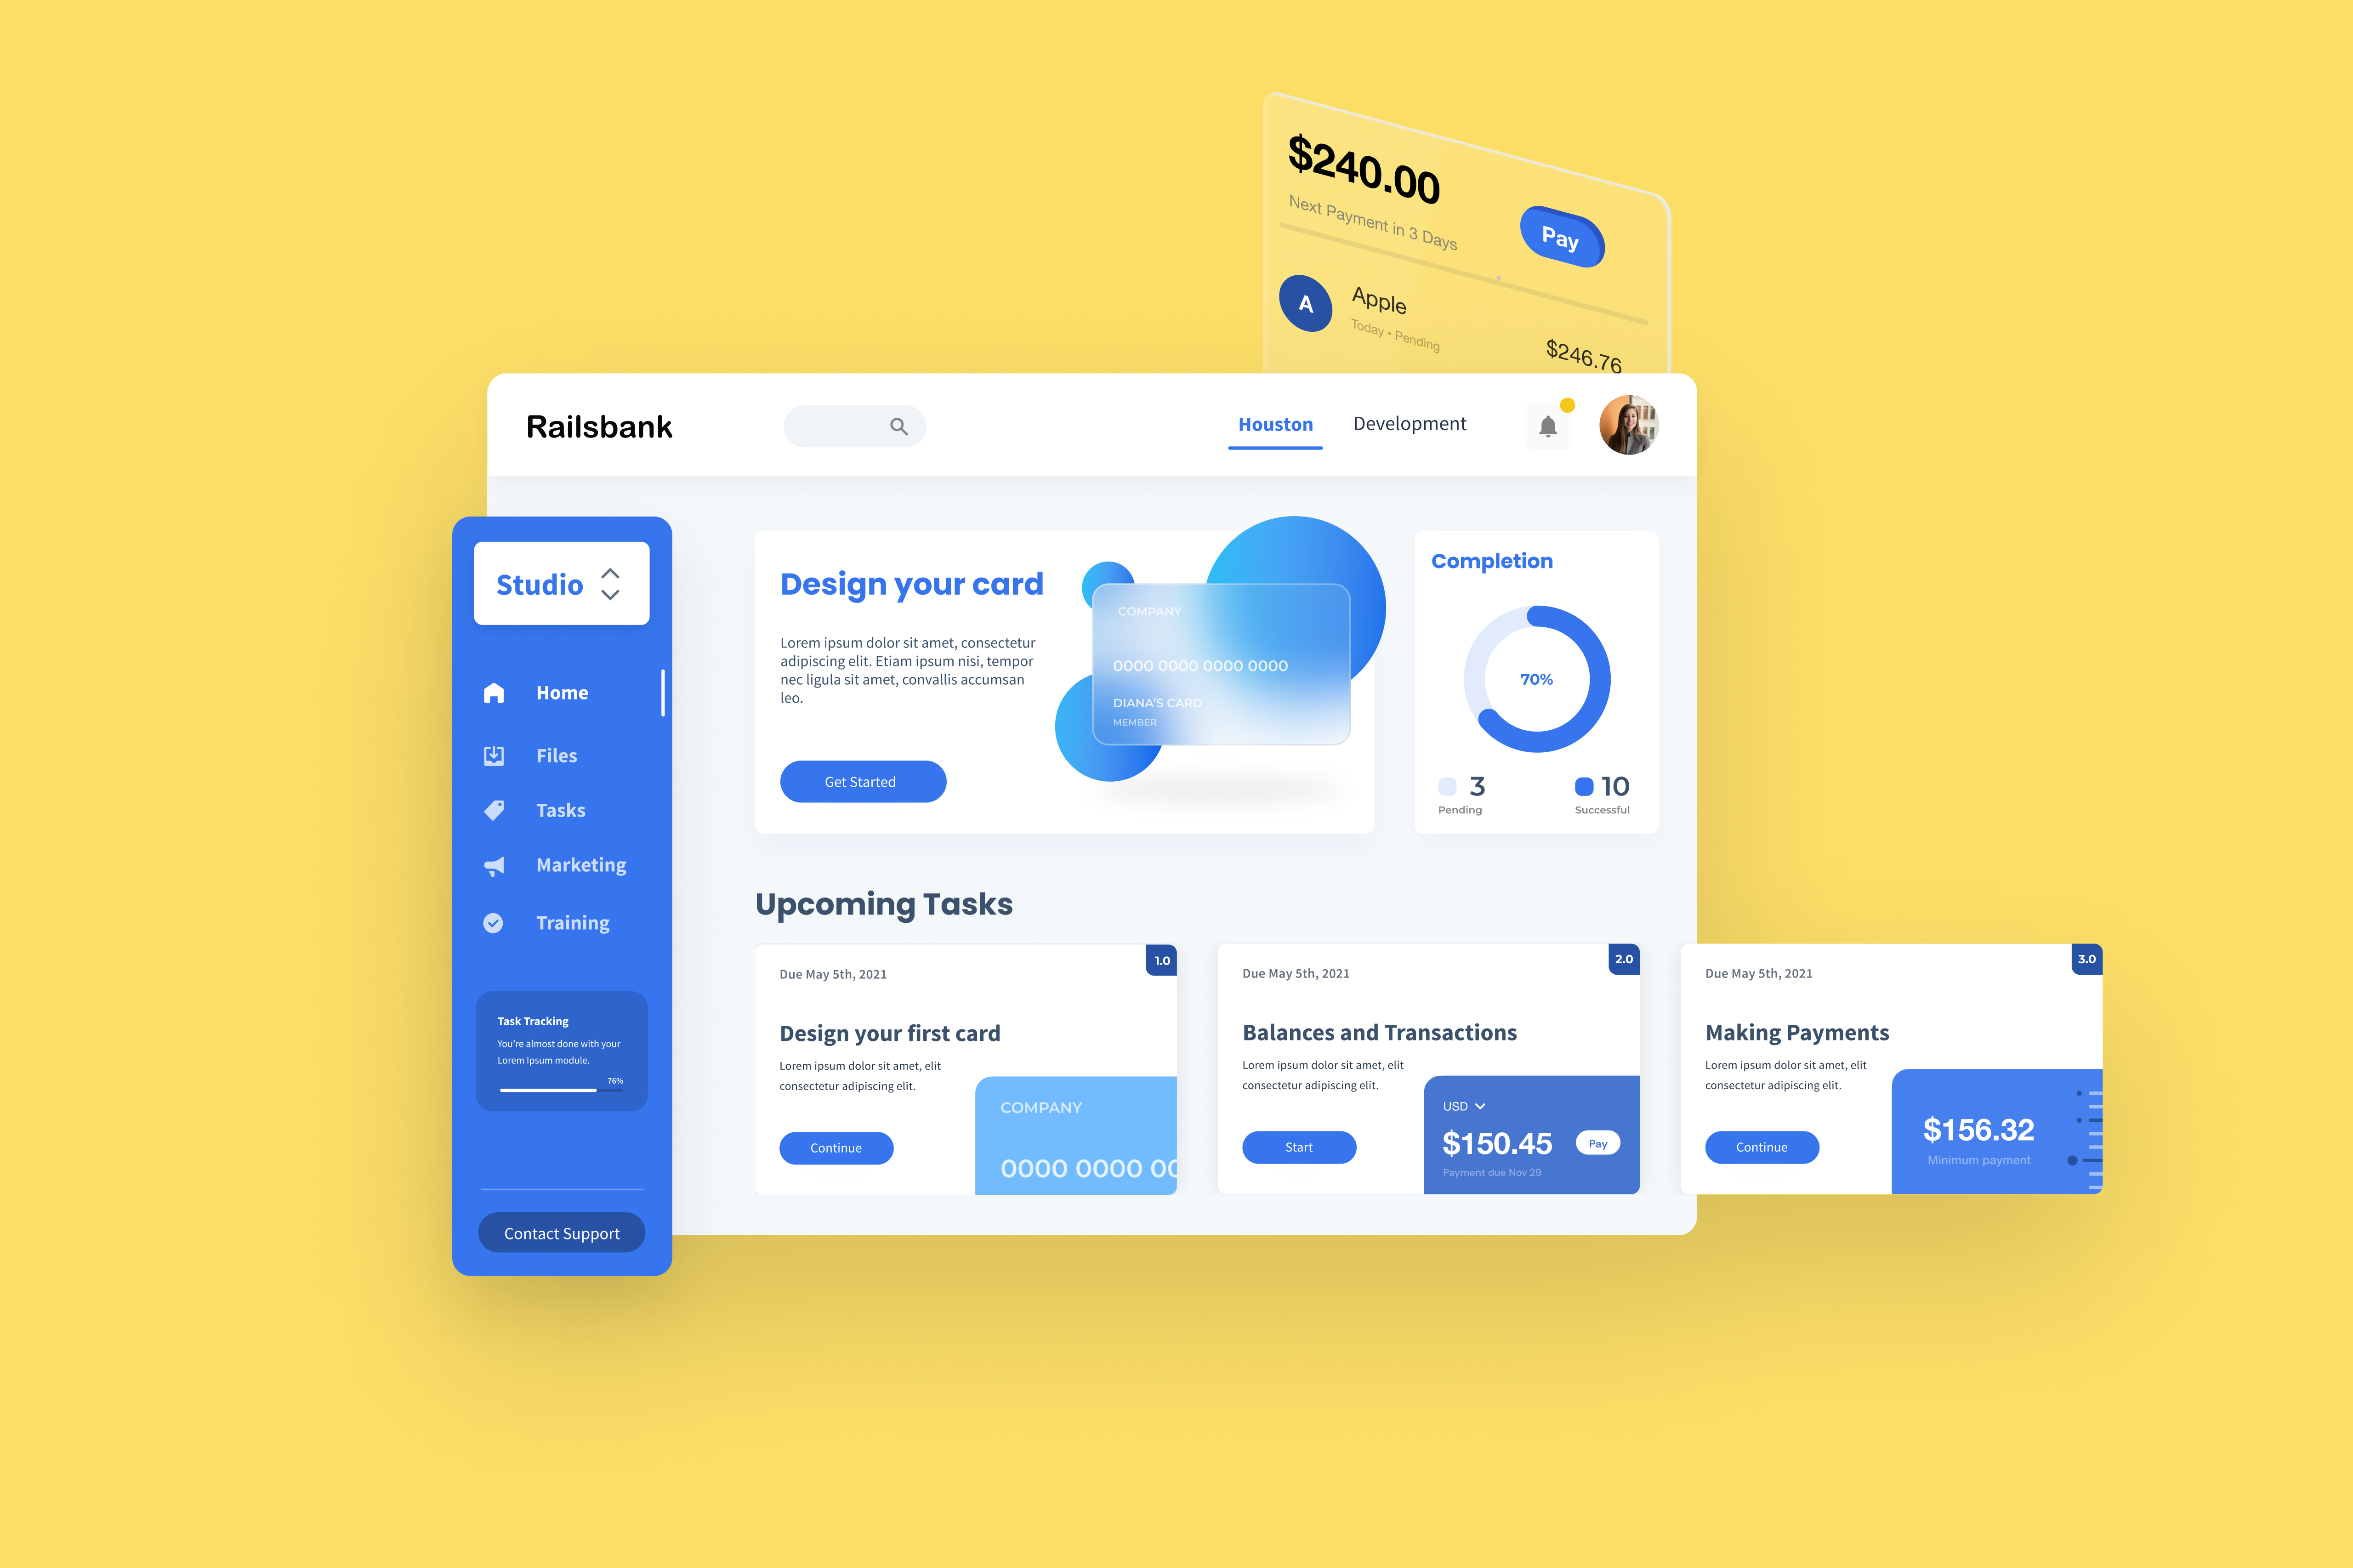 $240.00
Next Payment in 3 Days
Pay
A
Apple
Today • Pending
$246.76
Railsbank
Houston
Development
Studio
Home
Files
Tasks
Marketing
Training
Task Tracking
You're almost done with your
Lorem Ipsum module.
76%
Contact Support
Design your card
Lorem ipsum dolor sit amet, consectetur
adipiscing elit. Etiam ipsum nisi, tempor
nec ligula sit amet, convallis accumsan
leo.
Get Started
COMPANY
0000 0000 0000 0000
DIANA'S CARD
MEMBER
Completion
70%
3
Pending
10
Successful
Upcoming Tasks
1.0
Due May 5th, 2021
Design your first card
Lorem ipsum dolor sit amet, elit
consectetur adipiscing elit.
Continue
COMPANY
0000 0000 00
2.0
Due May 5th, 2021
Balances and Transactions
Lorem ipsum dolor sit amet, elit
consectetur adipiscing elit.
Start
USD
$150.45
Pay
Payment due Nov 29
3.0
Due May 5th, 2021
Making Payments
Lorem ipsum dolor sit amet, elit
consectetur adipiscing elit.
Continue
$156.32
Minimum payment